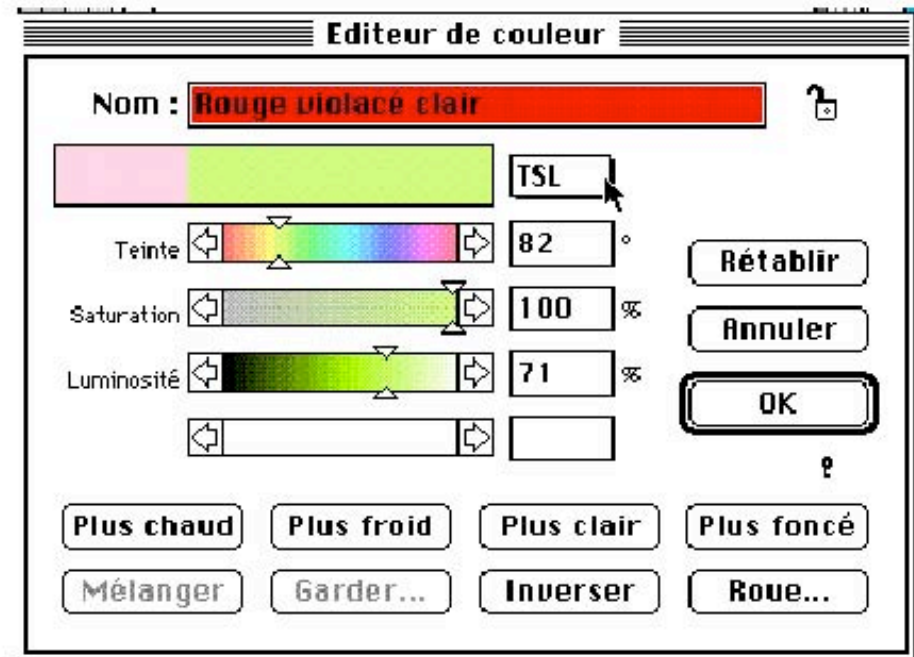 Editeur de couleur
Nom : Rouge violacé clair
TSL
Teinte 82 °
Saturation 100 %
Luminosité 71 %
Rétablir
Annuler
OK
?
Plus chaud Plus froid Plus clair Plus foncé
Mélanger Garder... Inverser Roue...